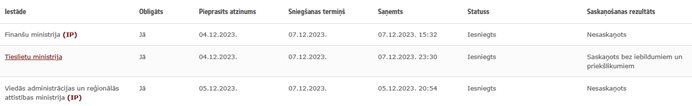 Iestāde Obligāts Pieprasīts atzinums Sniegšanas termiņš Saņemts Statuss Saskaņošanas rezultāts
Finanšu ministrija (IP) Jā 04.12.2023. 07.12.2023. 07.12.2023. 15:32 Iesniegts Nesaskaņots
Tieslietu ministrija Jā 04.12.2023. 07.12.2023. 07.12.2023. 23:30 Iesniegts Saskaņots bez iebildumiem un
priekšlikumiem
Viedās administrācijas un reģionālās Jā 05.12.2023. 07.12.2023. 05.12.2023. 20:54 Iesniegts Nesaskaņots
attīstības ministrija (IP)